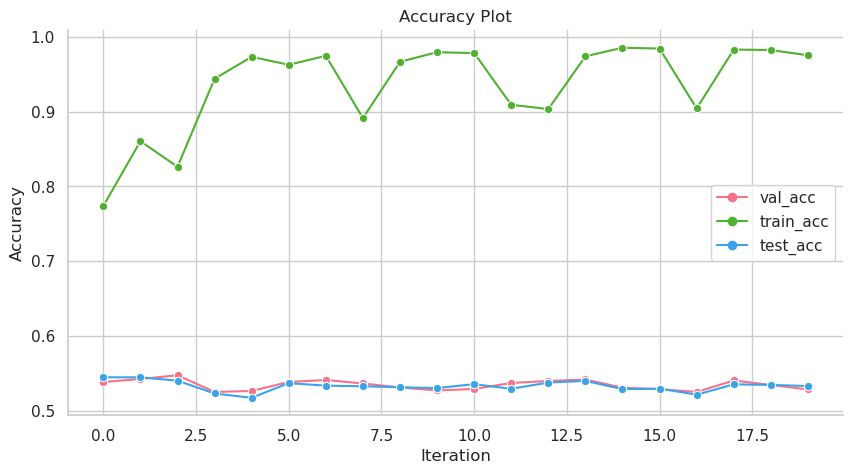 Accuracy Plot
1.0
0.9
0.8
0.7
0.6
0.5
Accuracy
val_acc
train_acc
test_acc
0.0 2.5 5.0 7.5 10.0 12.5 15.0 17.5
Iteration